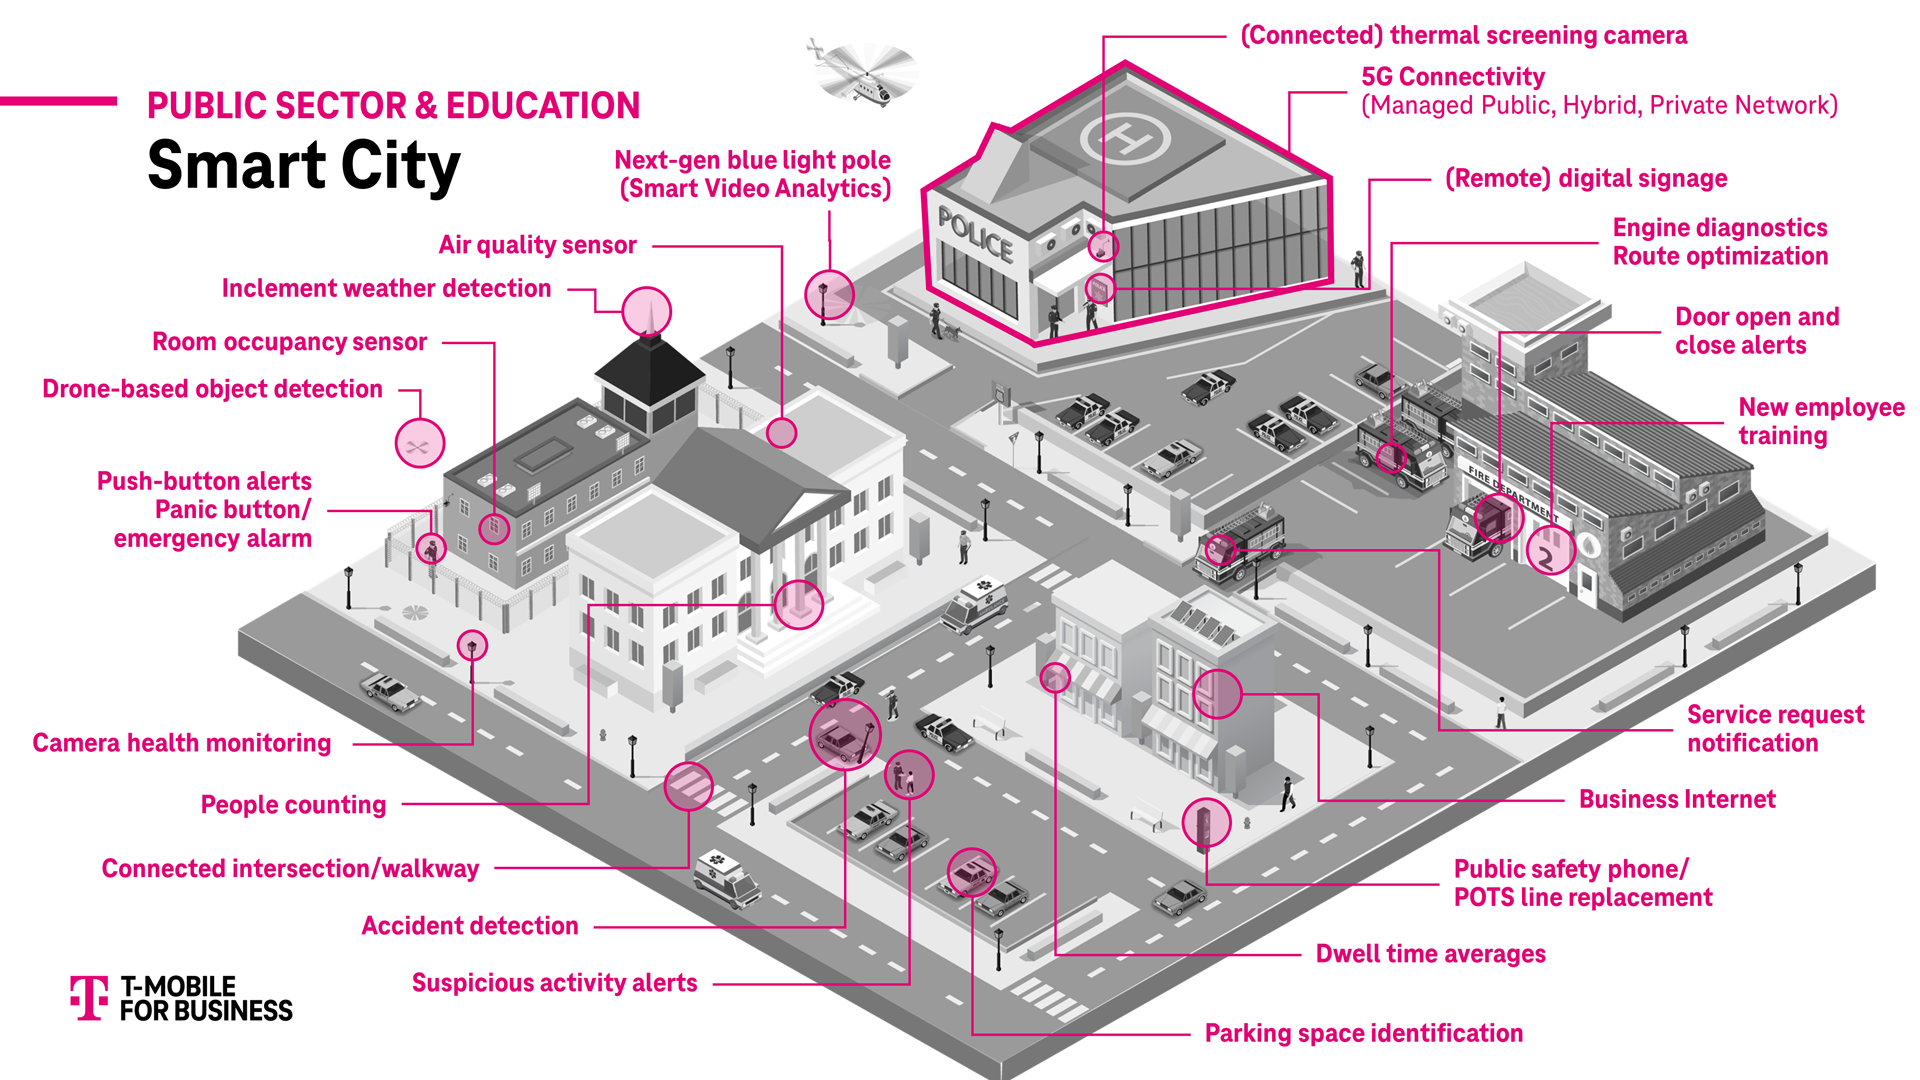 PUBLIC SECTOR & EDUCATION
Smart City
(Connected) thermal screening camera
5G Connectivity
(Managed Public, Hybrid, Private Network)
Next-gen blue light pole
(Smart Video Analytics)
(Remote) digital signage
Engine diagnostics
Route optimization
Air quality sensor
Inclement weather detection
Room occupancy sensor
Drone-based object detection
Door open and
close alerts
New employee
training
Push-button alerts
Panic button/
emergency alarm
POLICE
H
FIRE DEPARTMENT
2
Camera health monitoring
People counting
Connected intersection/walkway
Accident detection
Suspicious activity alerts
Service request
notification
Business Internet
Public safety phone/
POTS line replacement
Dwell time averages
Parking space identification
T-MOBILE
FOR BUSINESS